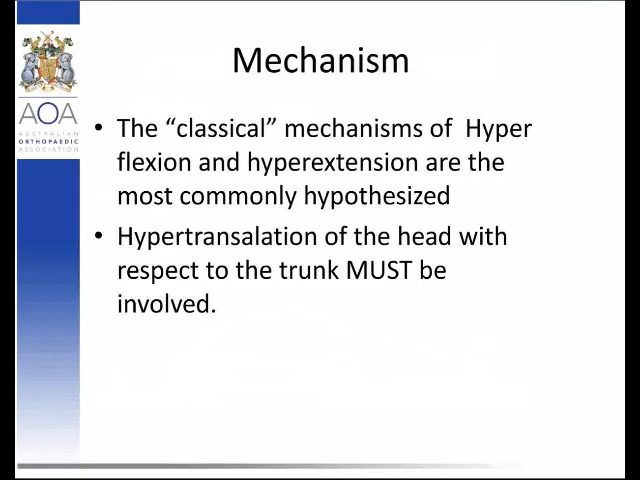 Mechanism
AOA
AUSTRALIAN
ORTHOPAEDIC
ASSOCIATION
• The “classical” mechanisms of Hyper
flexion and hyperextension are the
most commonly hypothesized
• Hypertransalation of the head with
respect to the trunk MUST be
involved.